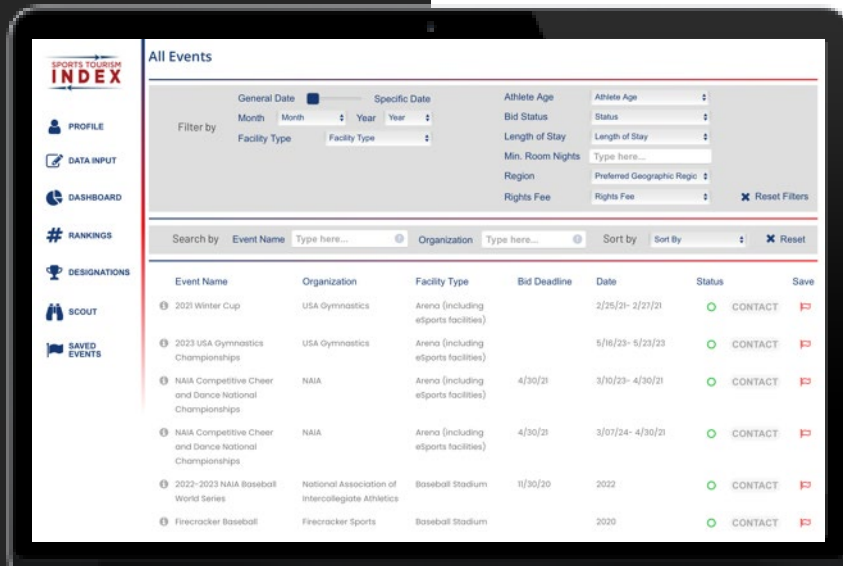 SPORTS TOURISM
INDEX
PROFILE
DATA INPUT
DASHBOARD
# RANKINGS
DESIGNATIONS
SCOUT
SAVED
EVENTS
All Events
Filter by
General Date Specific Date
Month Month Year Year
Facility Type Facility Type
Athlete Age Athlete Age
Bid Status Status
Length of Stay Length of Stay
Min. Room Nights Type here...
Region Preferred Geographic Regic
Rights Fee Rights Fee
Reset Filters
Search by Event Name Type here... Organization Type here... Sort by Sort By Reset
Event Name Organization Facility Type Bid Deadline Date Status Save
2021 Winter Cup USA Gymnastics Arena (including 2/25/21- 2/27/21 CONTACT
eSports facilities)
2023 USA Gymnastics USA Gymnastics Arena (including 5/16/23- 5/23/23 CONTACT
Championships eSports facilities)
NAIA Competitive Cheer NAIA Arena (including 4/30/21 3/10/23- 4/30/21 CONTACT
and Dance National eSports facilities)
Championships
NAIA Competitive Cheer NAIA Arena (including 4/30/21 3/07/24- 4/30/21 CONTACT
and Dance National eSports facilities)
Championships
2022-2023 NAIA Baseball National Association of Baseball Stadium 11/30/20 2022 CONTACT
World Series Intercollegiate Athletics
Firecracker Baseball Firecracker Sports Baseball Stadium 2020 CONTACT